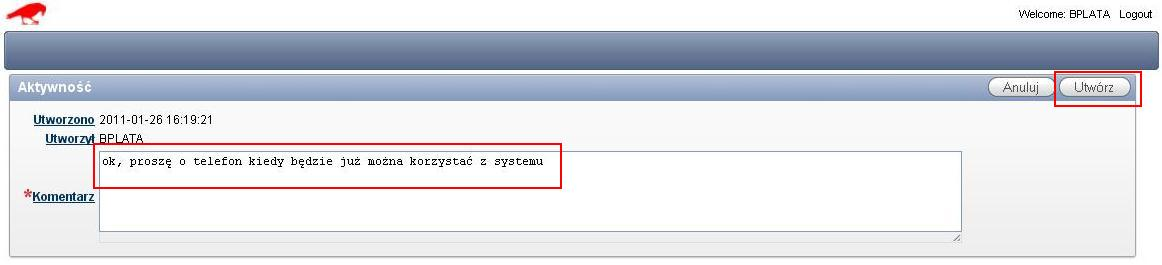 Welcome: BPLATA Logout
Aktywność Anuluj Utwórz
Utworzono 2011-01-26 16:19:21
Utworzył BPLATA
ok, proszę o telefon kiedy będzie już można korzystać z systemu
*Komentarz